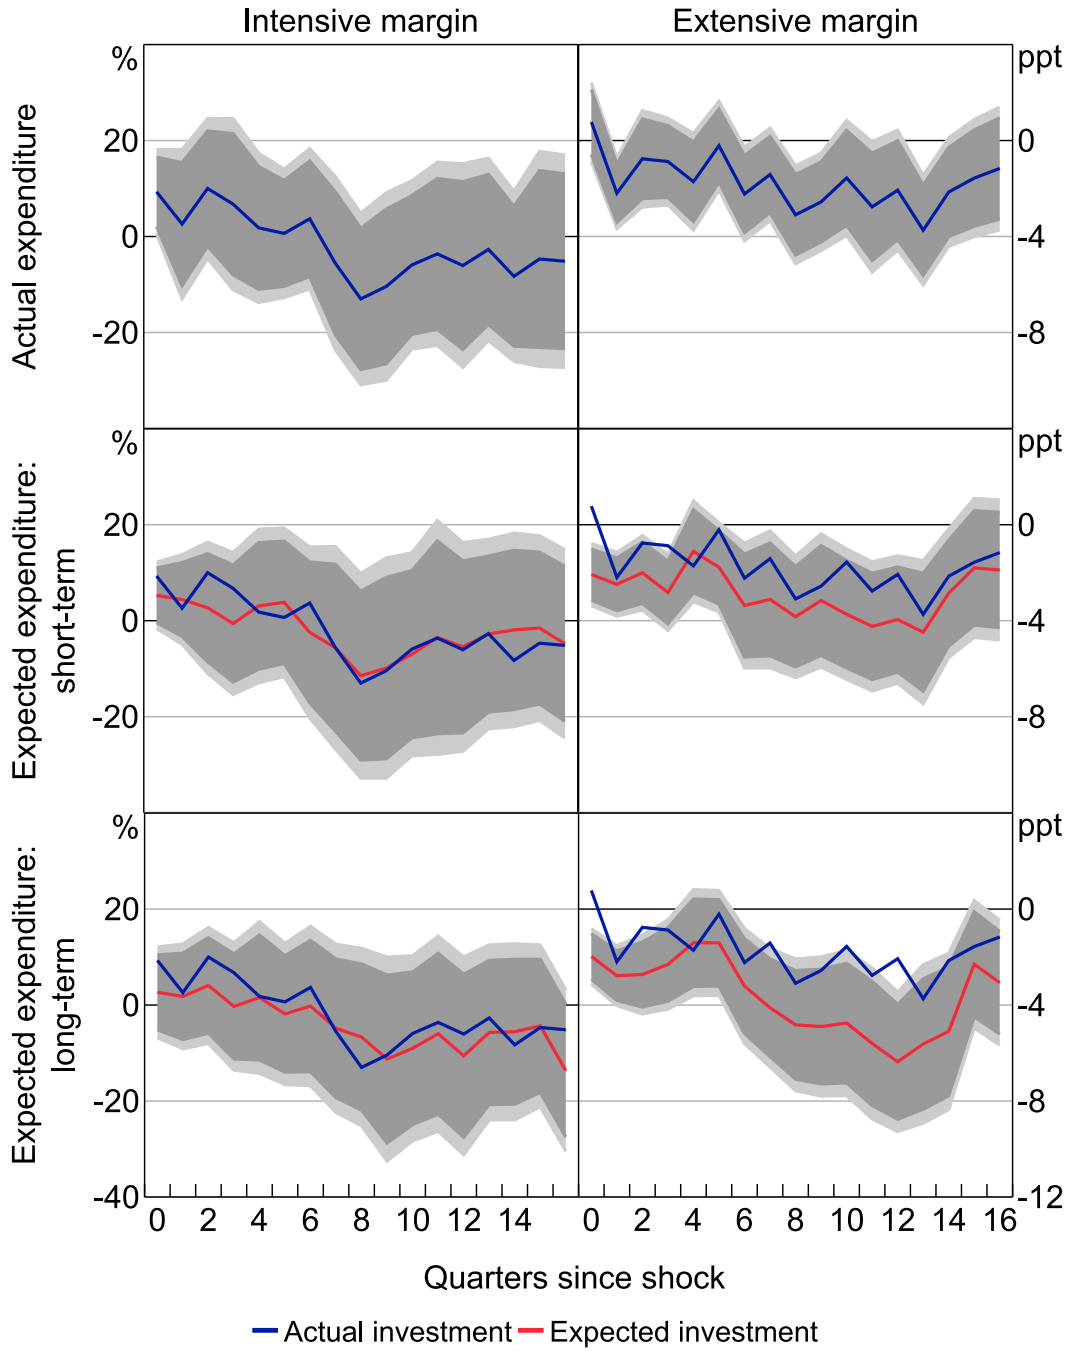 Intensive margin Extensive margin
% ppt
Actual expenditure
20 0
0 -4
-20 -8
% ppt
Expected expenditure:
short-term
20 0
0 -4
-20 -8
% ppt
Expected expenditure:
long-term
20 0
0 -4
-20 -8
-40 -12
0 2 4 6 8 10 12 14 0 2 4 6 8 10 12 14 16
Quarters since shock
Actual investment Expected investment